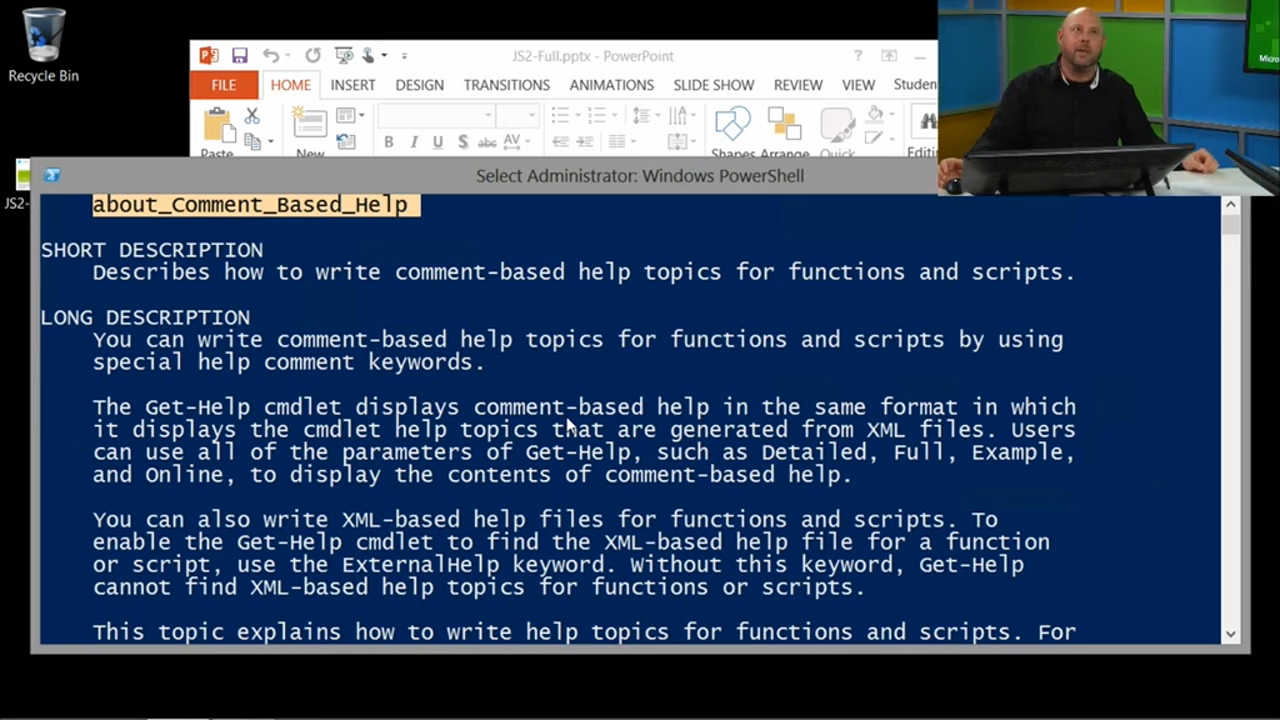 Recycle Bin
JS2-Full.pptx - PowerPoint
FILE HOME INSERT DESIGN TRANSITIONS ANIMATIONS SLIDE SHOW REVIEW VIEW Studen
Paste New Shapes Arrange Quick Editi
B I U S abc AV
Micro
JS2-
Select Administrator: Windows PowerShell
about_Comment_Based_Help
SHORT DESCRIPTION
Describes how to write comment-based help topics for functions and scripts.
LONG DESCRIPTION
You can write comment-based help topics for functions and scripts by using
special help comment keywords.
The Get-Help cmdlet displays comment-based help in the same format in which
it displays the cmdlet help topics that are generated from XML files. Users
can use all of the parameters of Get-Help, such as Detailed, Full, Example,
and Online, to display the contents of comment-based help.
You can also write XML-based help files for functions and scripts. To
enable the Get-Help cmdlet to find the XML-based help file for a function
or script, use the ExternalHelp keyword. Without this keyword, Get-Help
cannot find XML-based help topics for functions or scripts.
This topic explains how to write help topics for functions and scripts. For